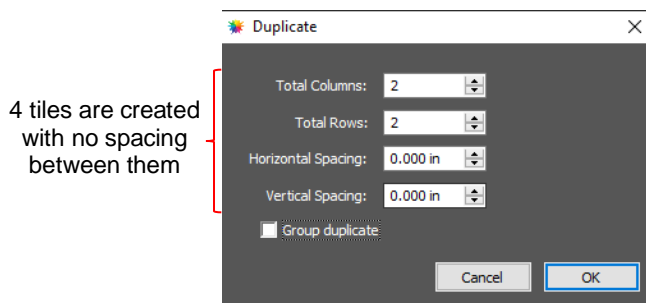 Duplicate
4 tiles are created
with no spacing
between them
Total Columns: 2
Total Rows: 2
Horizontal Spacing: 0.000 in
Vertical Spacing: 0.000 in
Group duplicate
Cancel OK